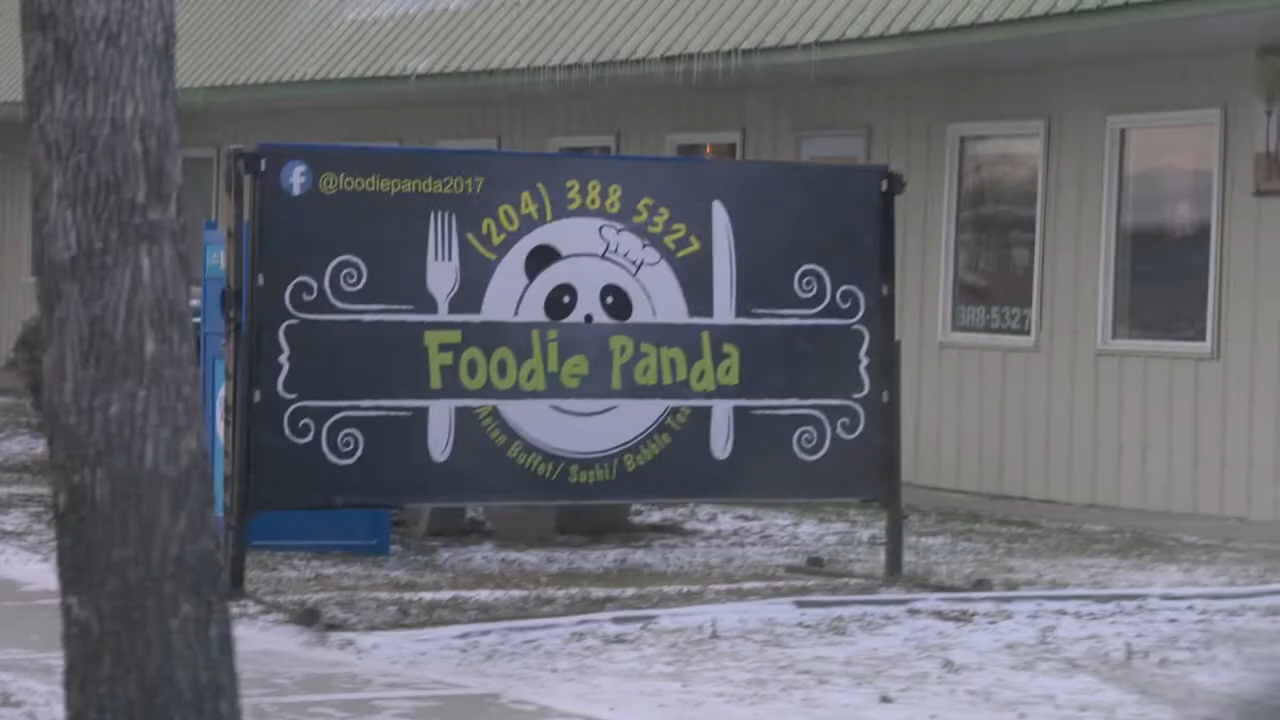 f @foodiepanda2017
(204) 388 5327
Foodie Panda
Asian Buffet/ Sushi/ Bubble Tea
388-5327